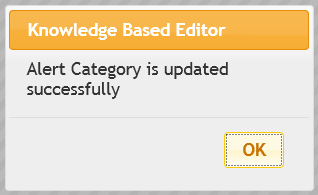 Knowledge Based Editor
Alert Category is updated
successfully
OK